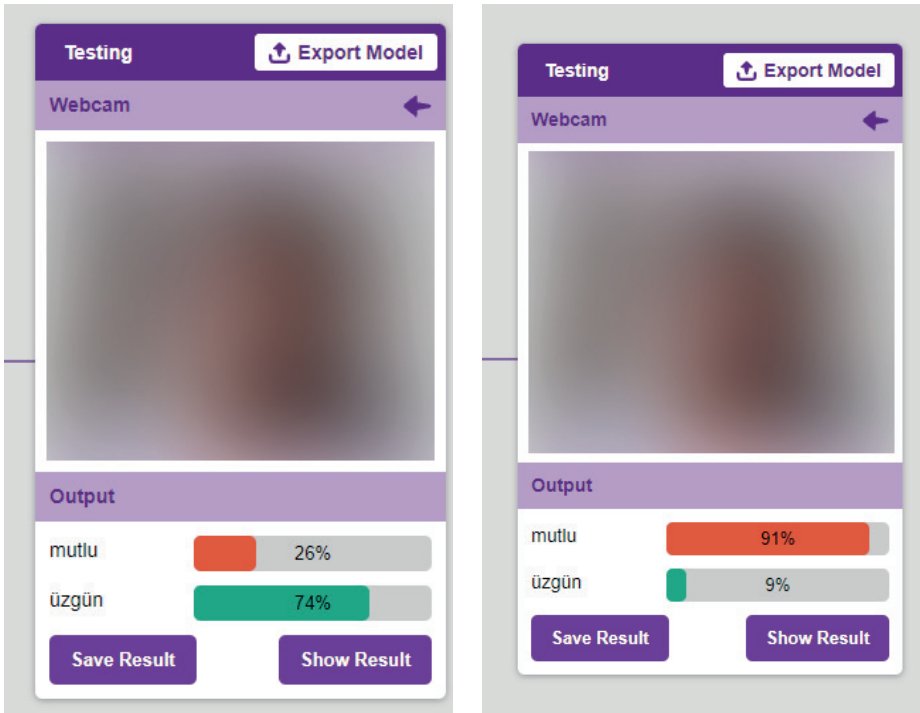 Testing
Export Model
Webcam
Output
mutlu 26%
üzgün 74%
Save Result
Show Result
Testing
Export Model
Webcam
Output
mutlu 91%
üzgün 9%
Save Result
Show Result